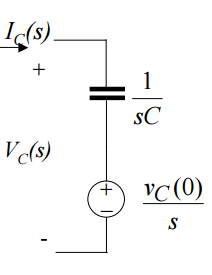 I_C(s)
+
1
sC
V_C(s)
+
v_C(0)
−
s
-